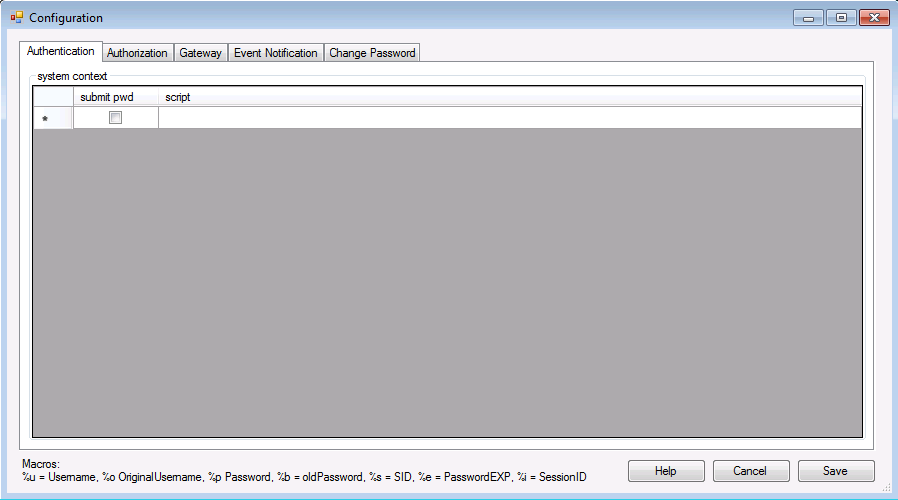 Configuration
Authentication Authorization Gateway Event Notification Change Password
system context
submit pwd script
*
Macros:
%u = Username, %o OriginalUsername, %p Password, %b = oldPassword, %s = SID, %e = PasswordEXP, %i = SessionID
Help Cancel Save